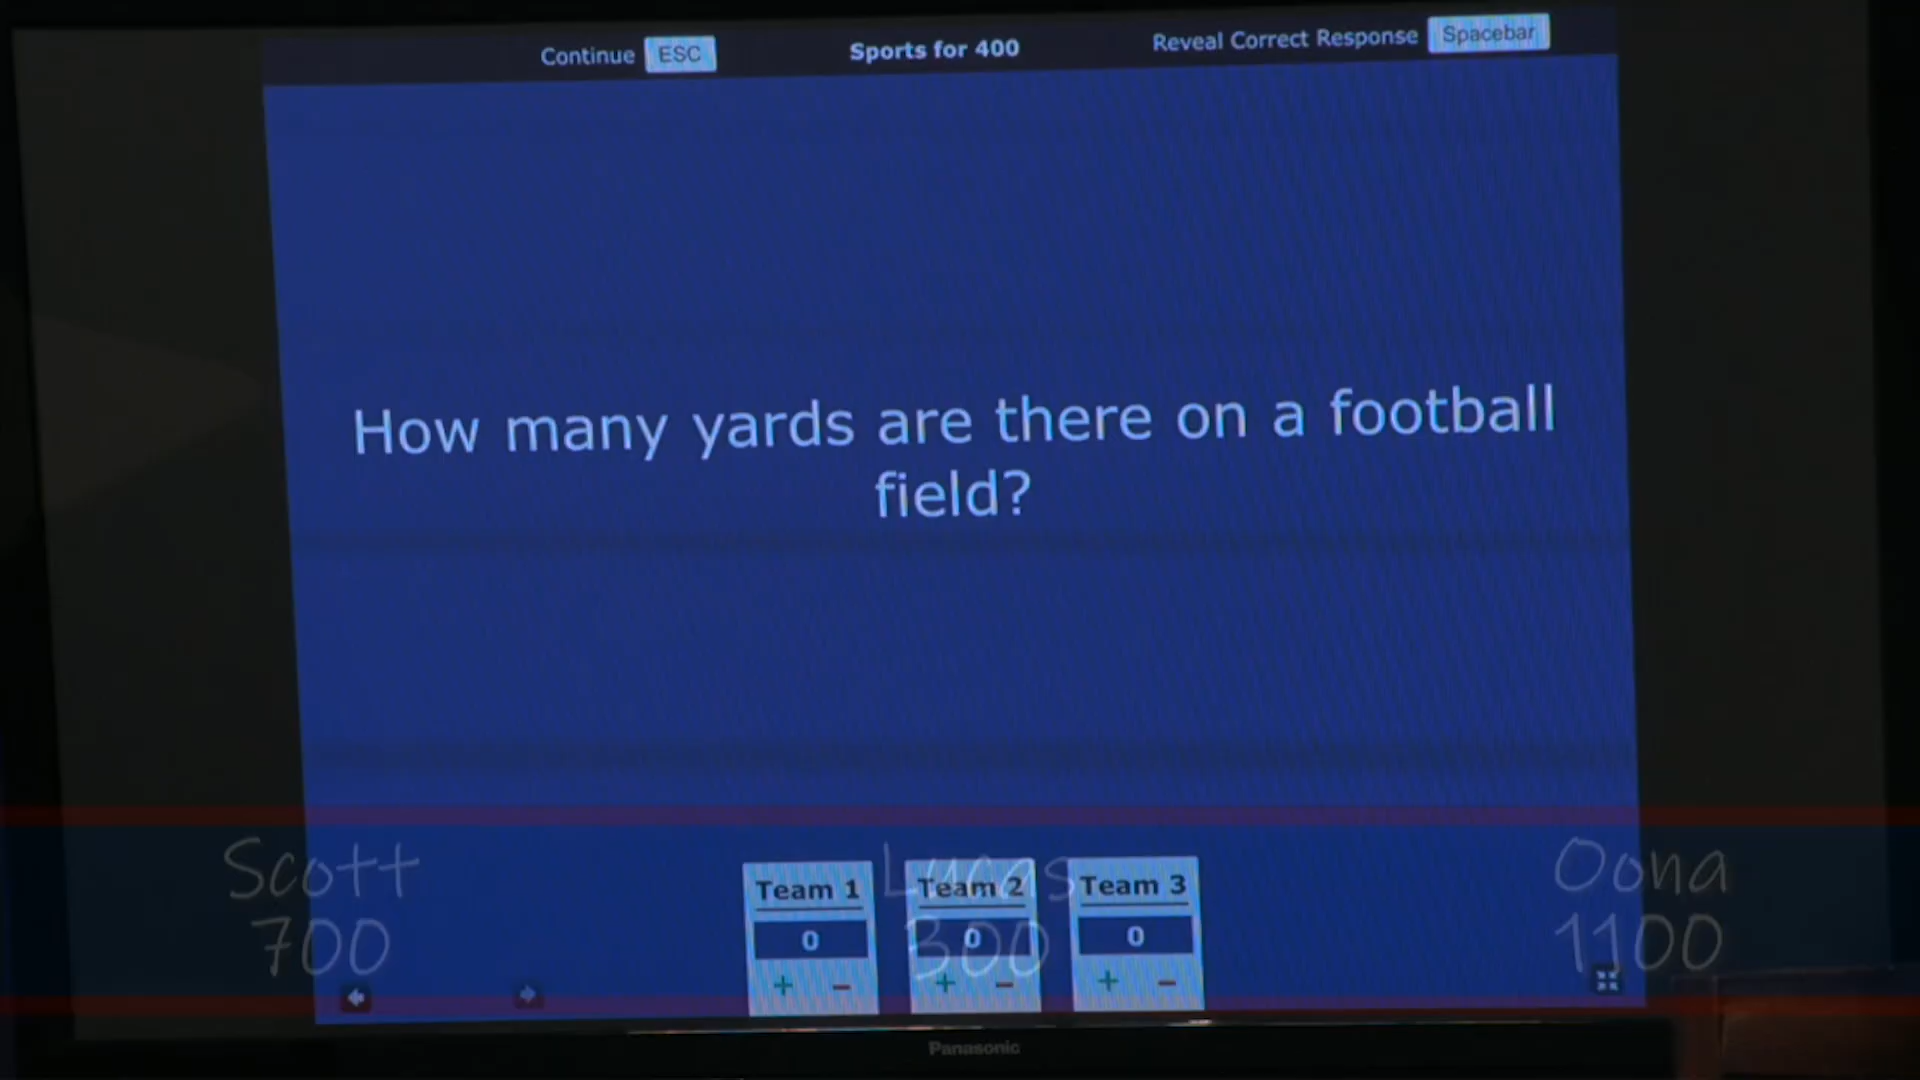 Continue ESC Sports for 400 Reveal Correct Response Spacebar
How many yards are there on a football
field?
Scott Lucas Oona
700 300 1100
Team 1 Team 2 Team 3
0 0 0
+ - + - + -
Panasonic